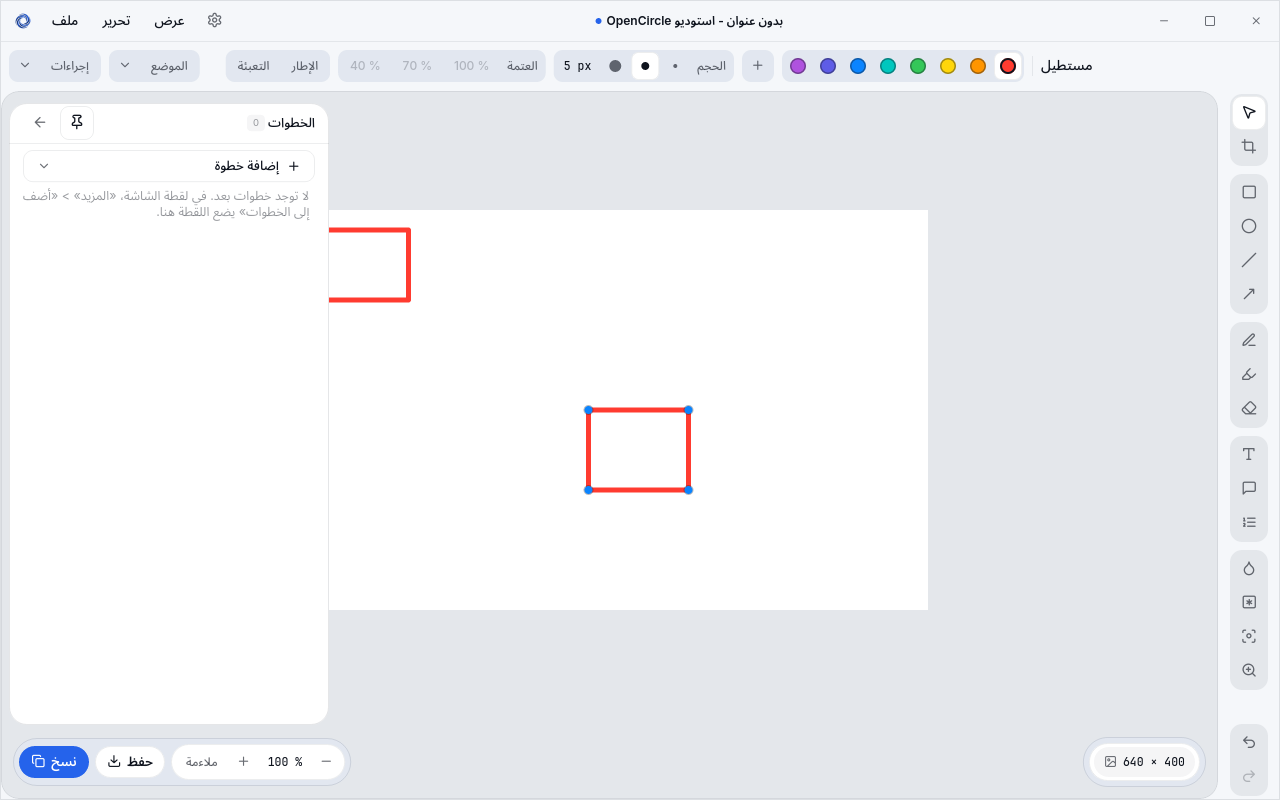 بدون عنوان - استوديو OpenCircle
عرض
تحرير
ملف
مستطيل
الحجم
5 px
العتمة
100 %
70 %
40 %
الإطار
التعبئة
الموضع
إجراءات
الخطوات 0
إضافة خطوة
لا توجد خطوات بعد. في لقطة الشاشة، «المزيد» > «أضف
إلى الخطوات» يضع اللقطة هنا.
640 × 400
100 %
ملاءمة
حفظ
نسخ